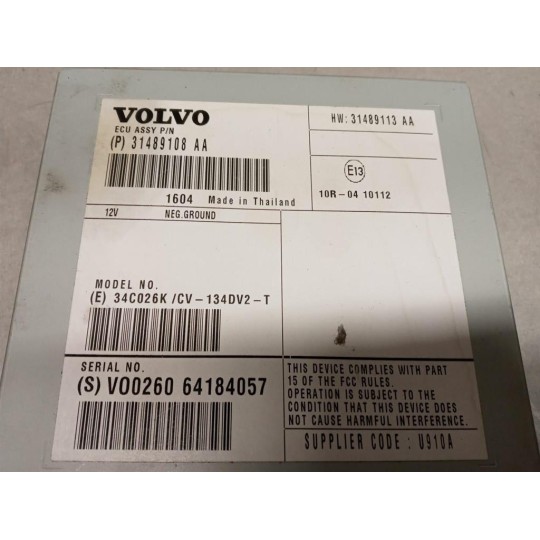 VOLVO
ECU ASSY P/N
(P) 31489108 AA
HW: 31489113 AA
E13
10R-04 10112
1604 Made in Thailand
12V NEG.GROUND
MODEL NO.
(E) 34C026K /CV-134DV2-T
SERIAL NO.
(S) VO0260 64184057
THIS DEVICE COMPLIES WITH PART
15 OF THE FCC RULES.
OPERATION IS SUBJECT TO THE
CONDITION THAT THIS DEVICE DOES
NOT CAUSE HARMFUL INTERFERENCE.
SUPPLIER CODE : U910A